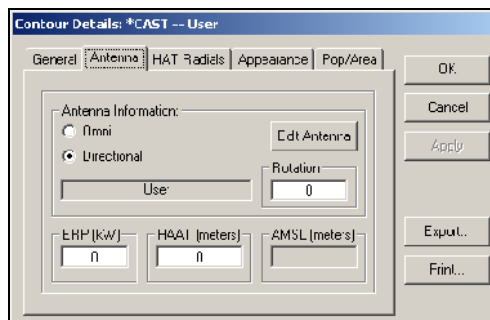 Contour Details: *CAST -- User
General Antenna HAT Radials Appearance Pop/Area
Antenna Information:
Omni
Directional
Edit Antenna
User
Rotation
0
ERP (kW)
0
HAAT (meters)
0
AMSL (meters)
OK
Cancel
Apply
Export..
Print...